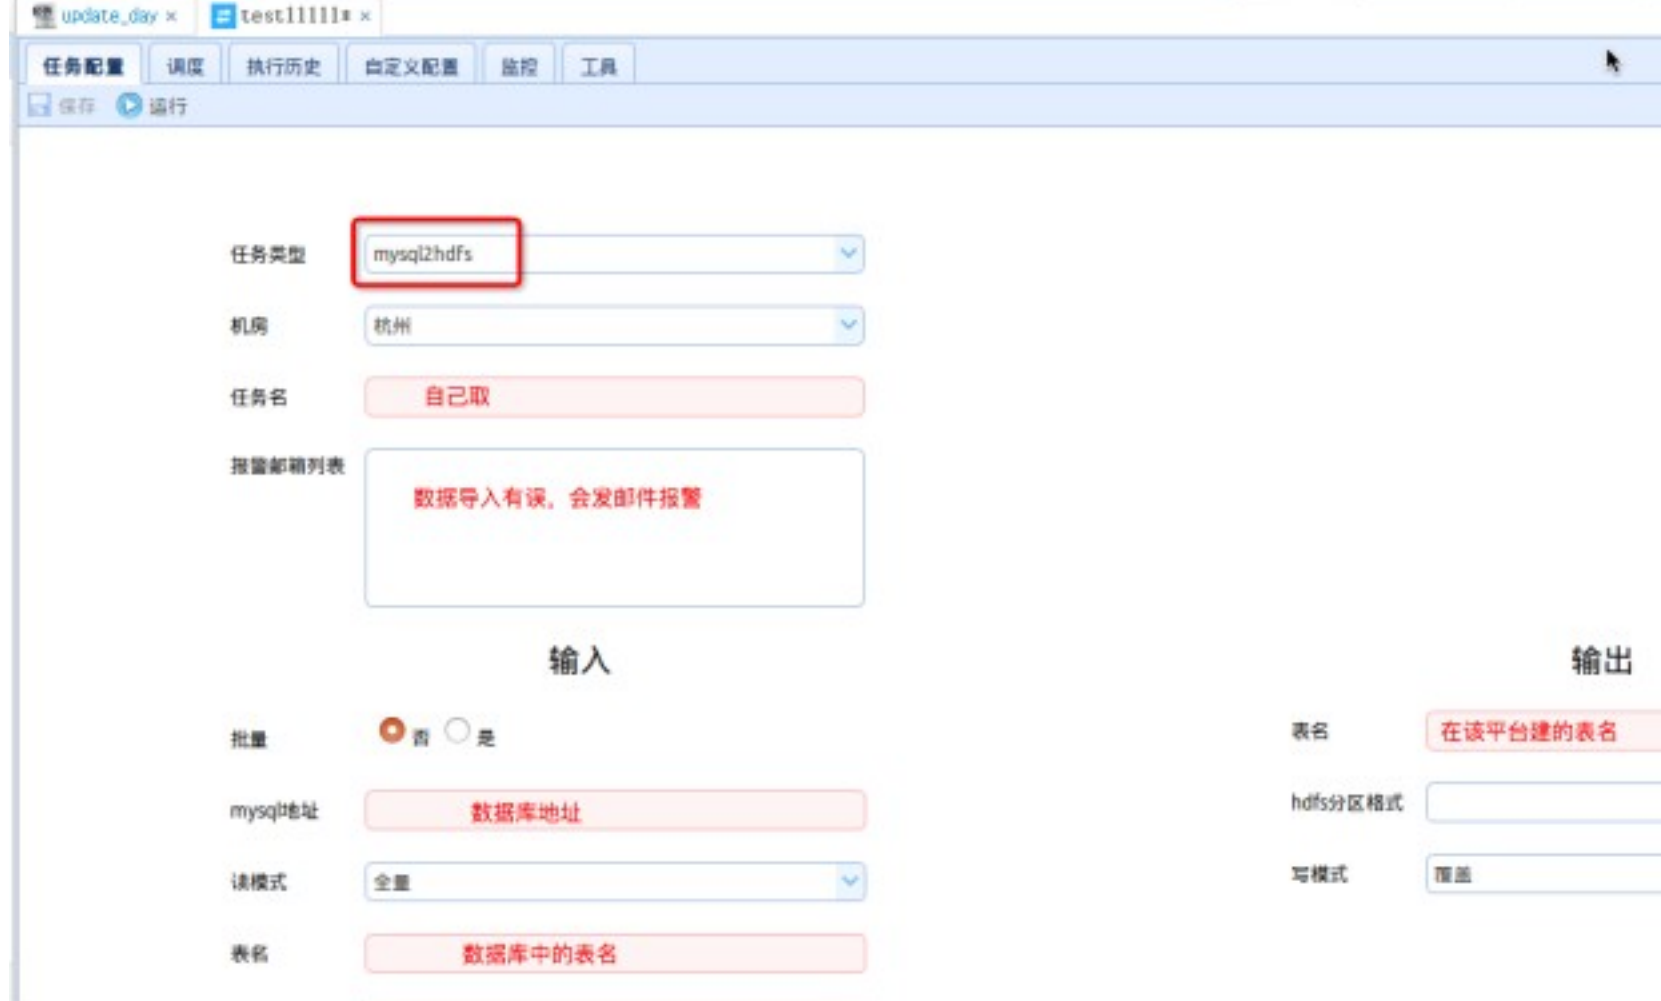 update_day × test11111* ×
任务配置 调度 执行历史 自定义配置 监控 工具
保存 运行
任务类型 mysql2hdfs
机房 杭州
任务名 自己取
报警邮箱列表 数据导入有误,会发邮件报警
输入 输出
批量 否 是 表名 在该平台建的表名
mysql地址 数据库地址 hdfs分区格式
读模式 全量 写模式 覆盖
表名 数据库中的表名